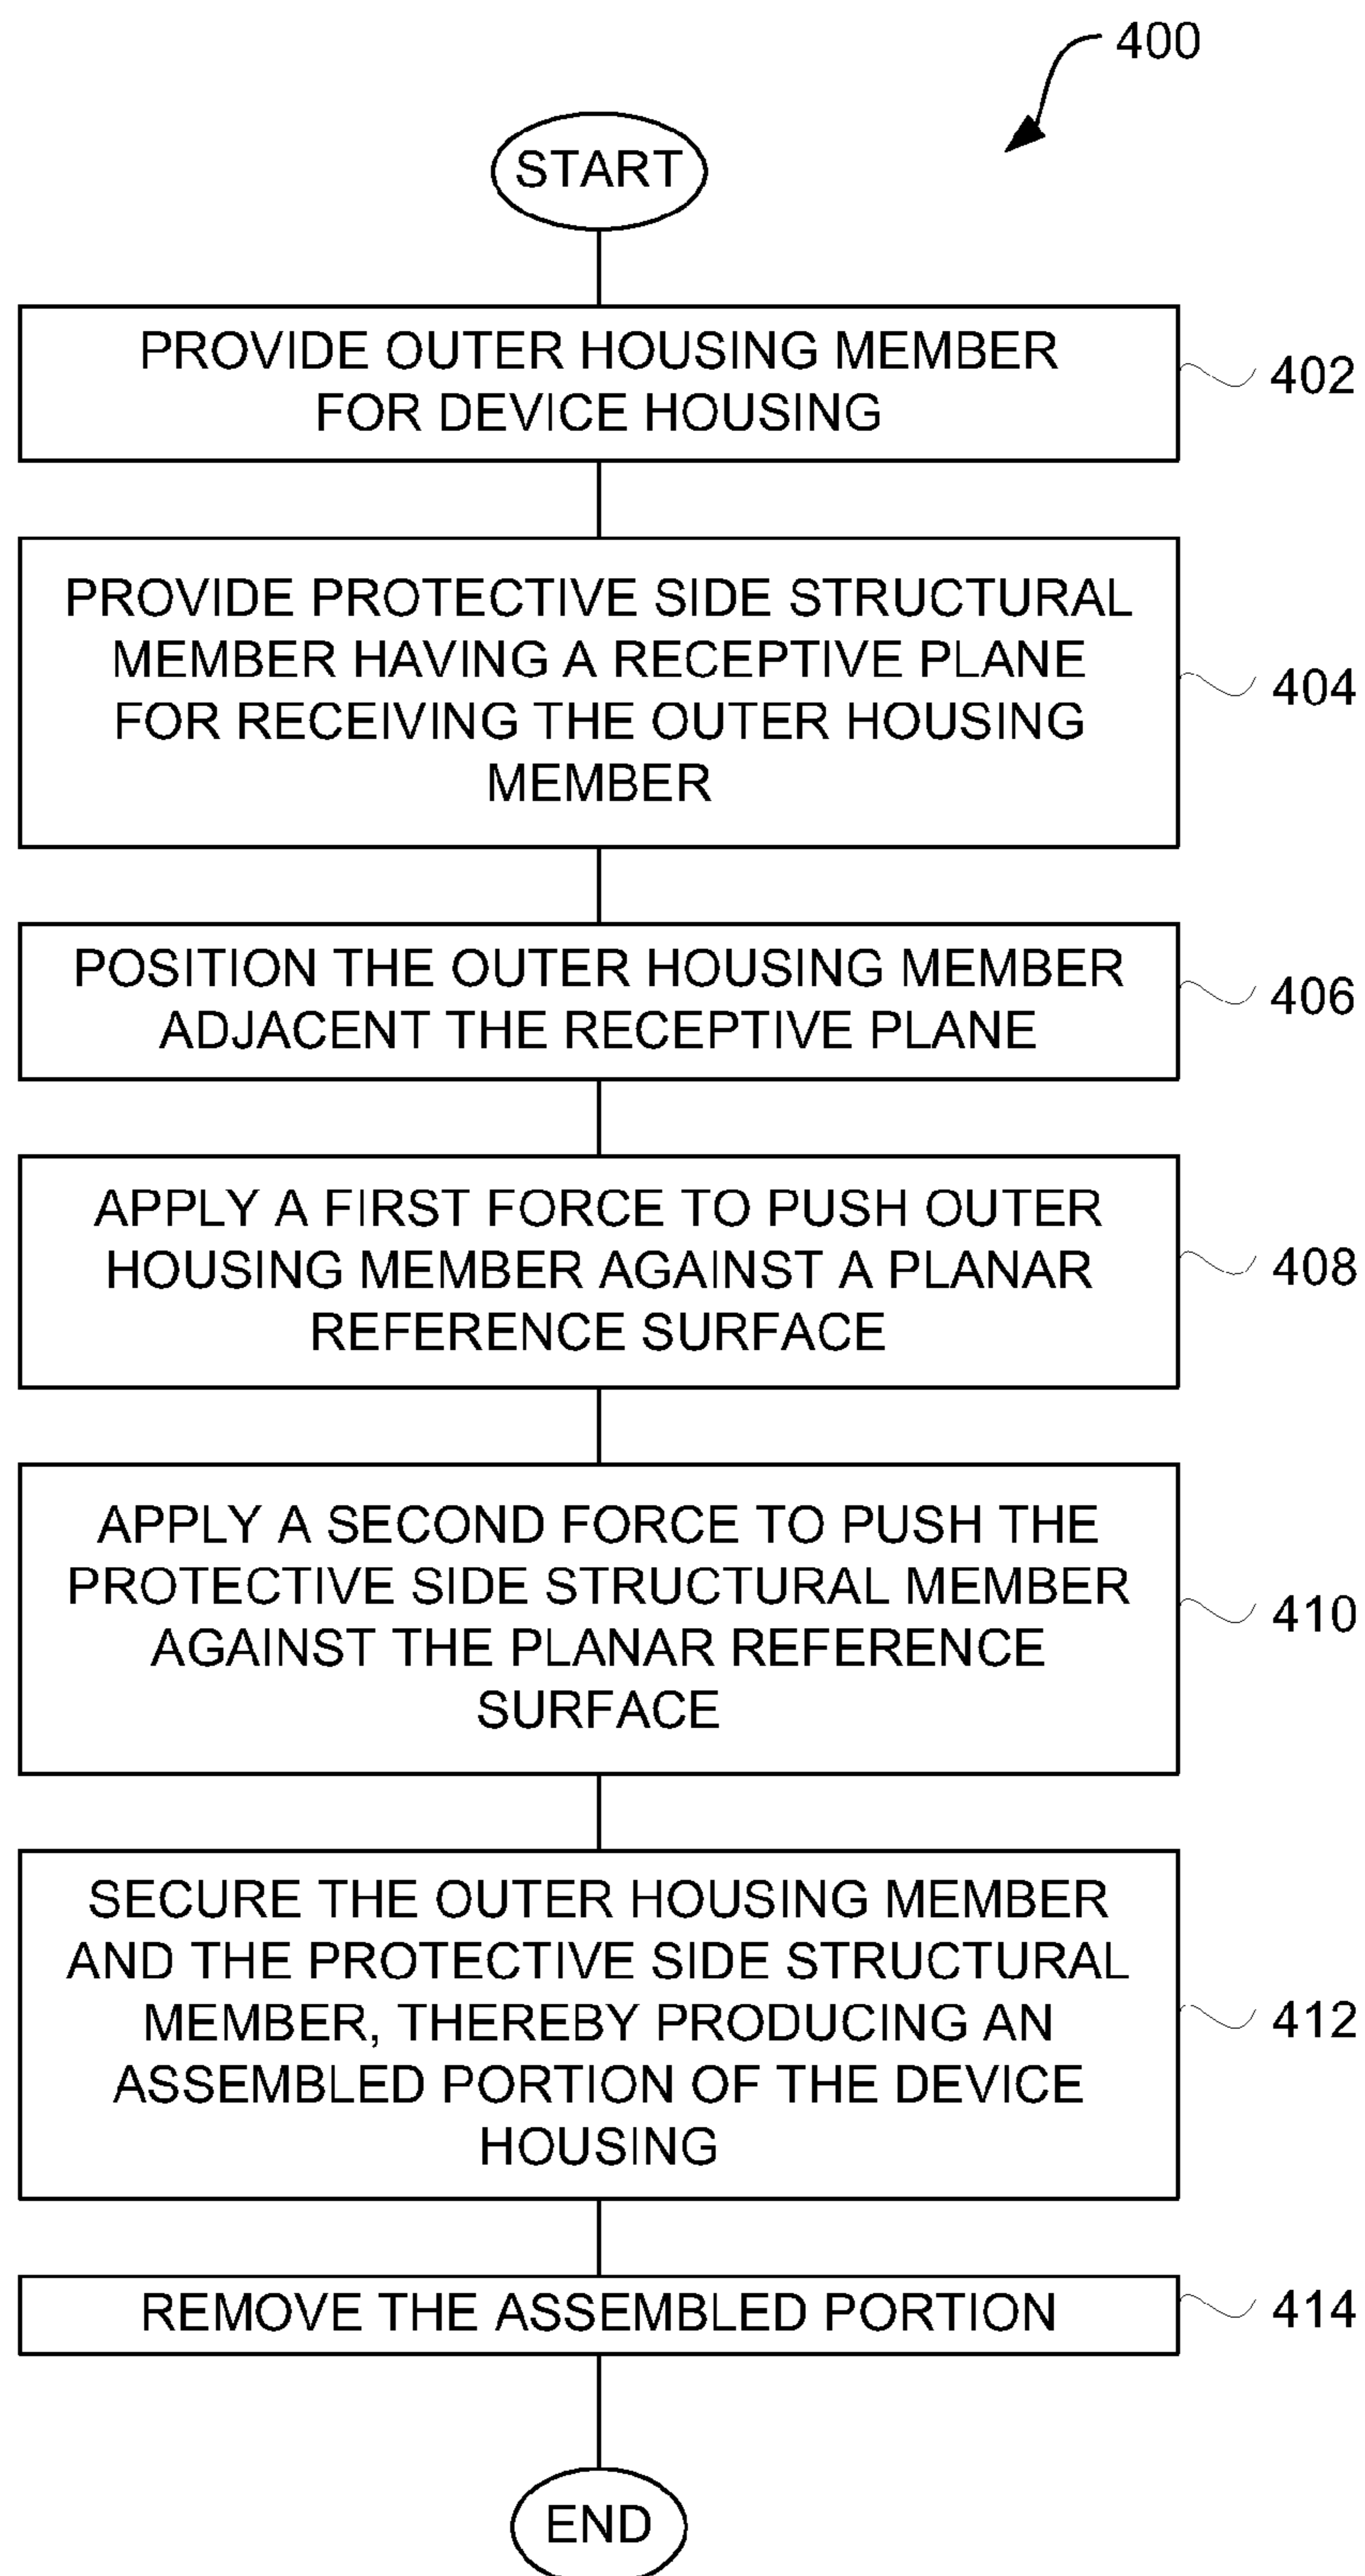 400
START
PROVIDE OUTER HOUSING MEMBER
FOR DEVICE HOUSING
402
PROVIDE PROTECTIVE SIDE STRUCTURAL
MEMBER HAVING A RECEPTIVE PLANE
FOR RECEIVING THE OUTER HOUSING
MEMBER
404
POSITION THE OUTER HOUSING MEMBER
ADJACENT THE RECEPTIVE PLANE
406
APPLY A FIRST FORCE TO PUSH OUTER
HOUSING MEMBER AGAINST A PLANAR
REFERENCE SURFACE
408
APPLY A SECOND FORCE TO PUSH THE
PROTECTIVE SIDE STRUCTURAL MEMBER
AGAINST THE PLANAR REFERENCE
SURFACE
410
SECURE THE OUTER HOUSING MEMBER
AND THE PROTECTIVE SIDE STRUCTURAL
MEMBER, THEREBY PRODUCING AN
ASSEMBLED PORTION OF THE DEVICE
HOUSING
412
REMOVE THE ASSEMBLED PORTION
414
END